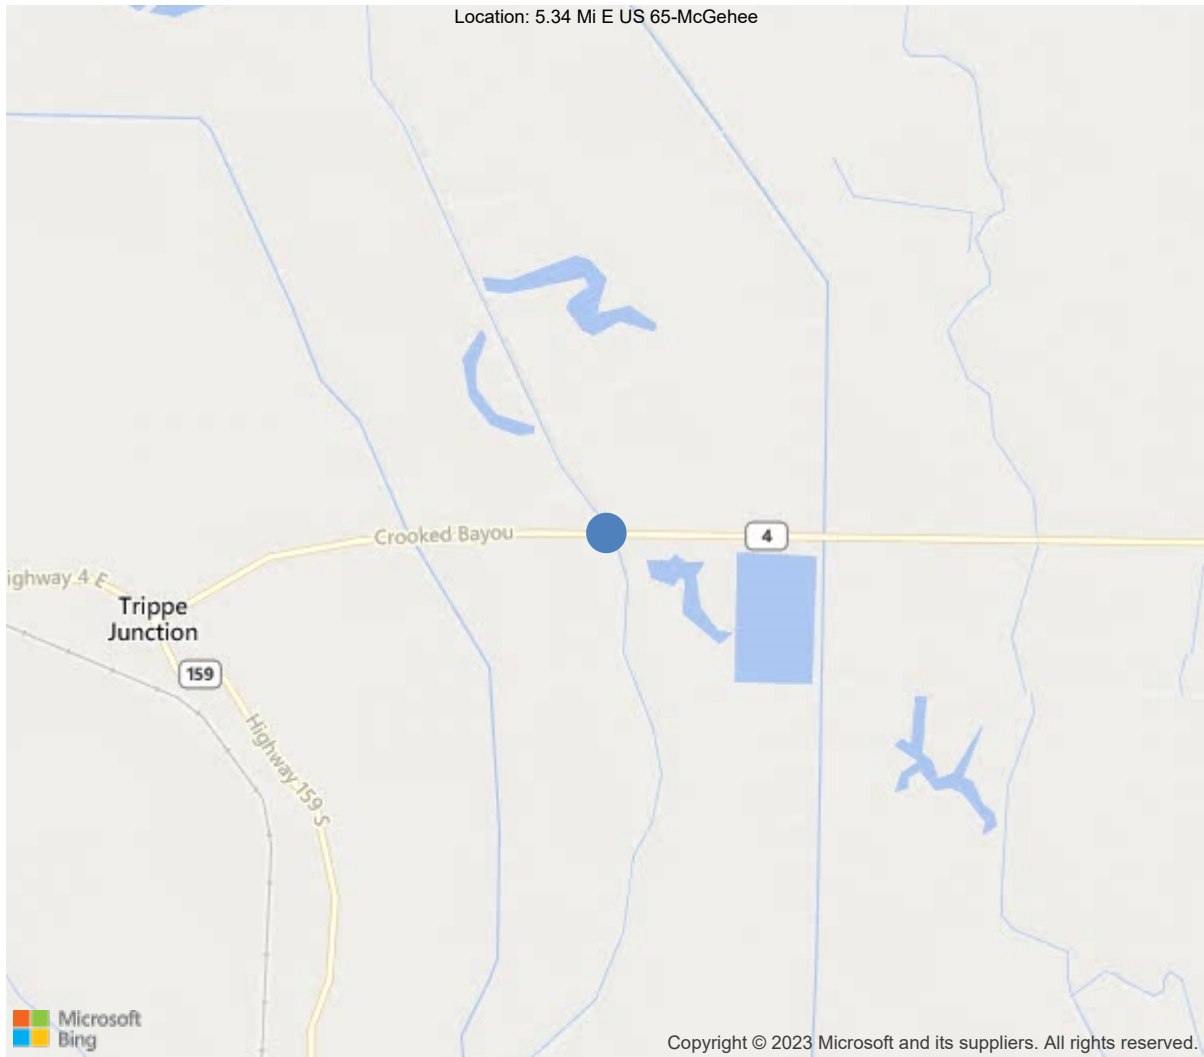 Location: 5.34 Mi E US 65-McGehee
Crooked Bayou
4
ighway 4 E
Trippe
Junction
159
Highway 159 S
Microsoft
Bing
Copyright © 2023 Microsoft and its suppliers. All rights reserved.